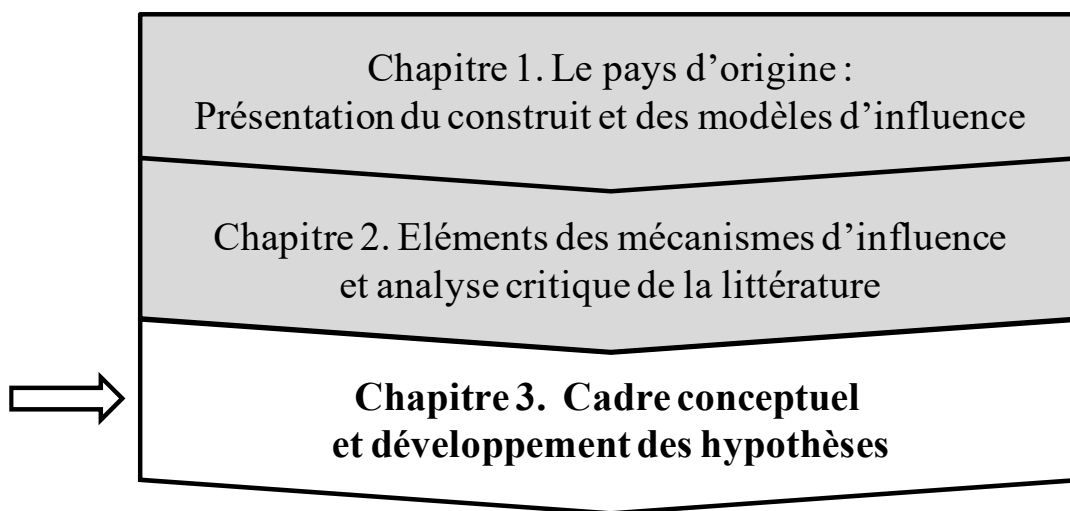 Chapitre 1. Le pays d’origine :
Présentation du construit et des modèles d’influence
Chapitre 2. Eléments des mécanismes d’influence
et analyse critique de la littérature
Chapitre 3. Cadre conceptuel
et développement des hypothèses